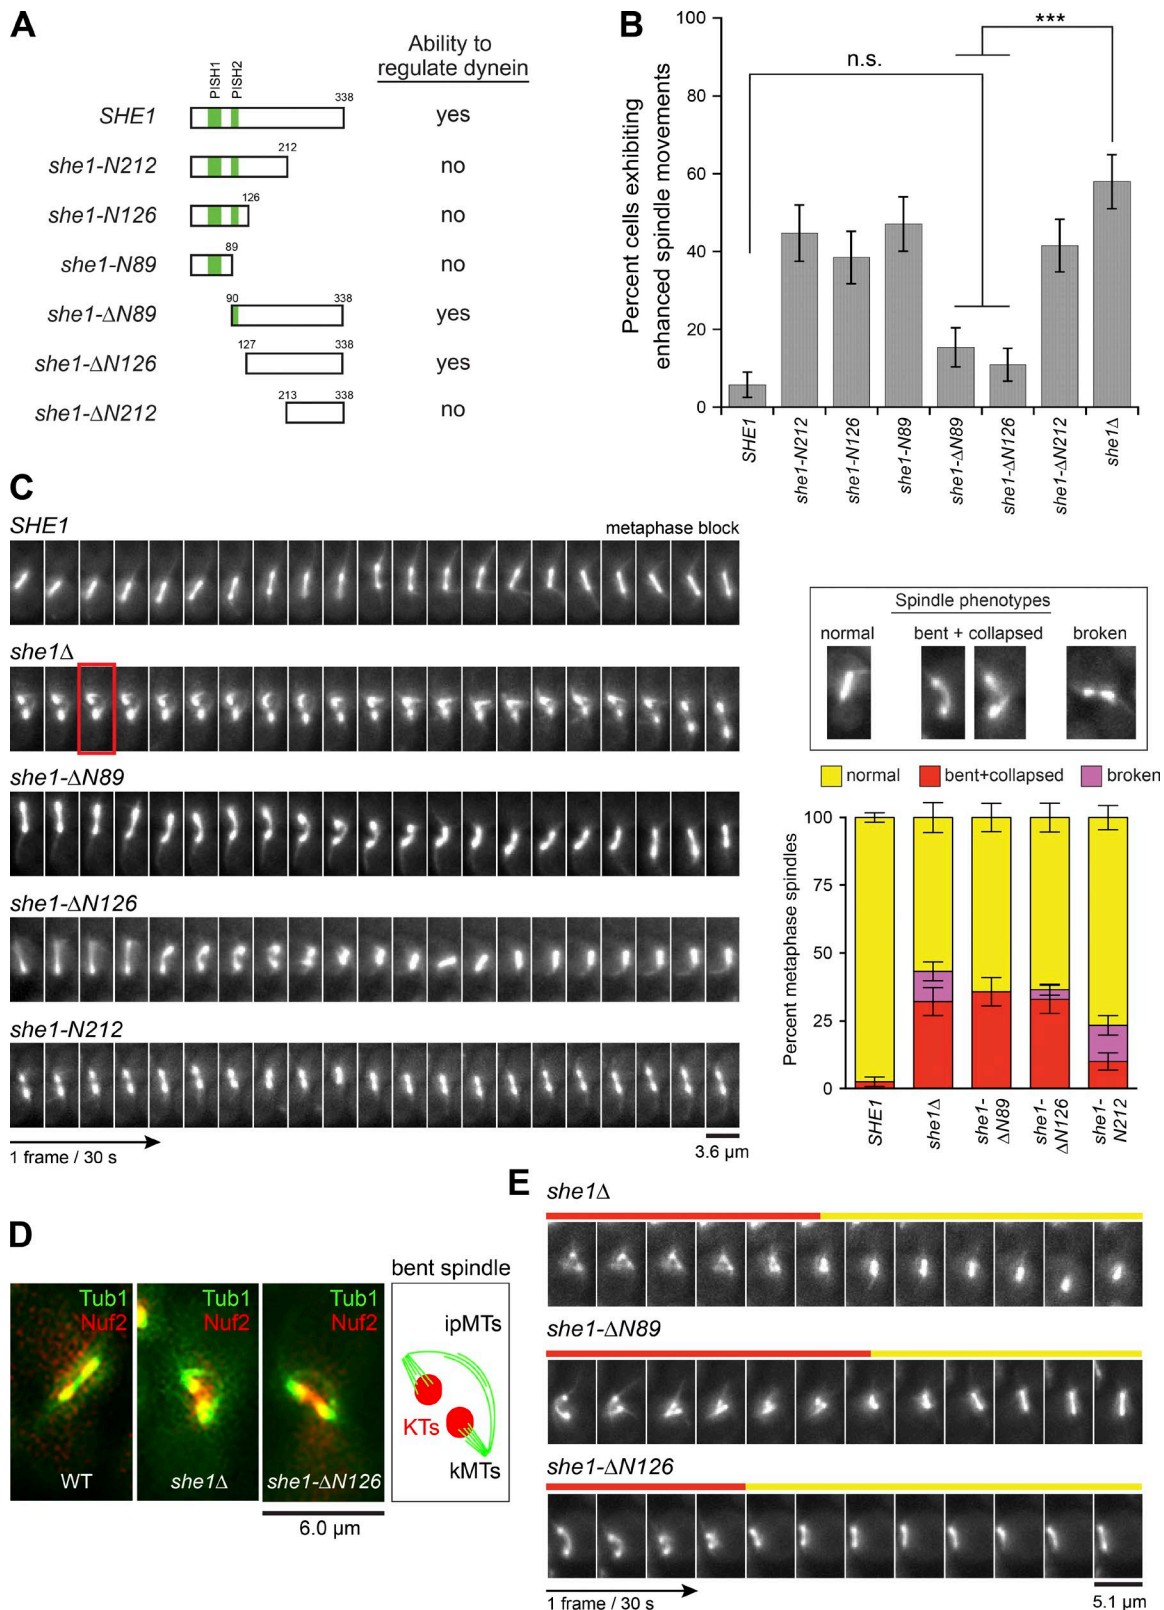 A
Ability to
regulate dynein
PISH1
PISH2
SHE1
338
yes
she1-N212
212
no
she1-N126
126
no
she1-N89
89
no
she1-ΔN89
90
338
yes
she1-ΔN126
127
338
yes
she1-ΔN212
213
338
no
B
Percent cells exhibiting
enhanced spindle movements
100
80
60
40
20
0
n.s.
***
SHE1
she1-N212
she1-N126
she1-N89
she1-ΔN89
she1-ΔN126
she1-ΔN212
she1Δ
C
SHE1
metaphase block
she1Δ
she1-ΔN89
she1-ΔN126
she1-N212
1 frame / 30 s
3.6 µm
Spindle phenotypes
normal
bent + collapsed
broken
normal
bent+collapsed
broken
Percent metaphase spindles
100
75
50
25
0
SHE1
she1Δ
she1-
ΔN89
she1-
ΔN126
she1-
N212
D
Tub1
Nuf2
WT
Tub1
Nuf2
she1Δ
Tub1
Nuf2
she1-ΔN126
6.0 µm
bent spindle
ipMTs
KTs
kMTs
E
she1Δ
she1-ΔN89
she1-ΔN126
1 frame / 30 s
5.1 µm